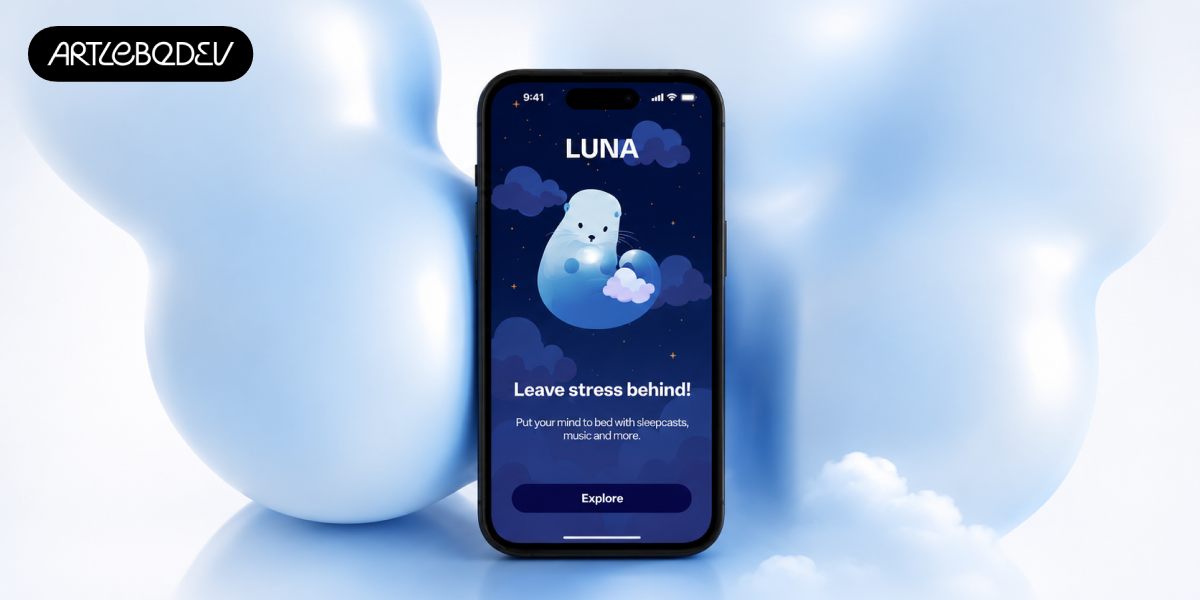 ARTLEBEDEV
9:41
LUNA
Leave stress behind!
Put your mind to bed with sleepcasts,
music and more.
Explore